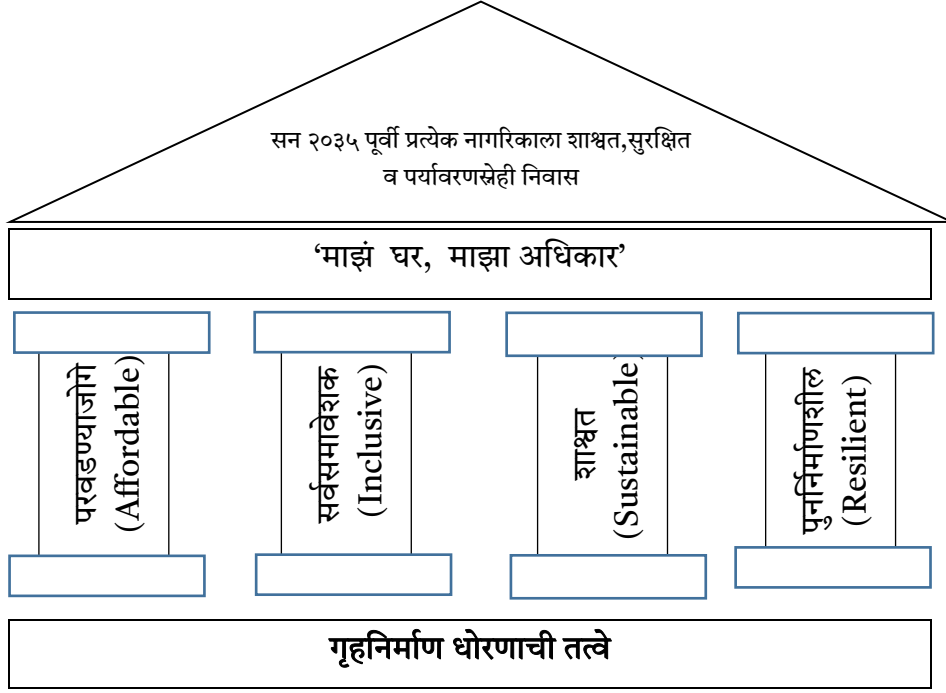 सन २०३५ पूर्वी प्रत्येक नागरिकाला शाश्वत,सुरक्षित
व पर्यावरणस्नेही निवास
‘माझं घर, माझा अधिकार’
परवडण्याजोगे
(Affordable)
सर्वसमावेशक
(Inclusive)
शाश्वत
(Sustainable)
पुनर्निर्माणशील
(Resilient)
गृहनिर्माण धोरणाची तत्वे